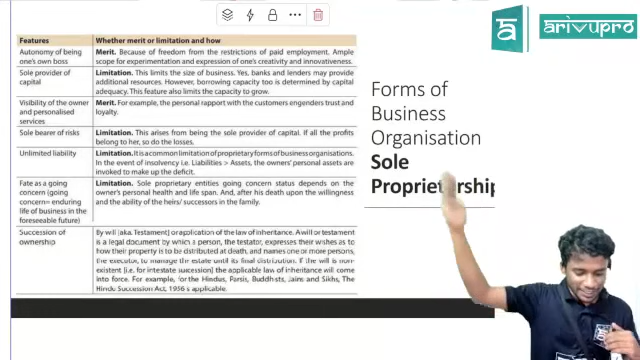 arivupro
Features Whether merit or limitation and how
Autonomy of being one's own boss Merit. Because of freedom from the restrictions of paid employment. Ample
scope for experimentation and expression of one's creativity and innovativeness.
Sole provider of capital Limitation. This limits the size of business. Yes, banks and lenders may provide
additional resources. However, borrowing capacity too is determined by capital
adequacy. This feature also limits the capacity to grow.
Visibility of the owner and personalised services Merit. For example, the personal rapport with the customers engenders trust and
loyalty.
Sole bearer of risks Limitation. This arises from being the sole provider of capital. If all the profits
belong to her, so do the losses.
Unlimited liability Limitation. It is a common limitation of proprietary forms of business organisations.
In the event of insolvency i.e. Liabilities > Assets, the owners' personal assets are
invoked to make up the deficit.
Fate as a going concern (going concern= enduring life of business in the foreseeable future) Limitation. Sole proprietary entities going concern status depends on the
owner's personal health and life span. And, after his death upon the willingness
and the ability of the heirs/ successors in the family.
Succession of ownership By will [aka. Testament) or application of the law of inheritance. A will or testament
is a legal document by which a person, the testator, expresses their wishes as to
how their property is to be distributed at death, and names one or more persons,
the executor, to manage the estate until its final distribution. If the will is non-
existent [i.e. for intestate sucession] the applicable law of inheritance will come
into force. For example, for the Hindus, Parsis, Buddhists, Jains and Sikhs, The
Hindu Succession Act, 1956 is applicable.
Forms of
Business
Organisation
Sole
Proprietorship